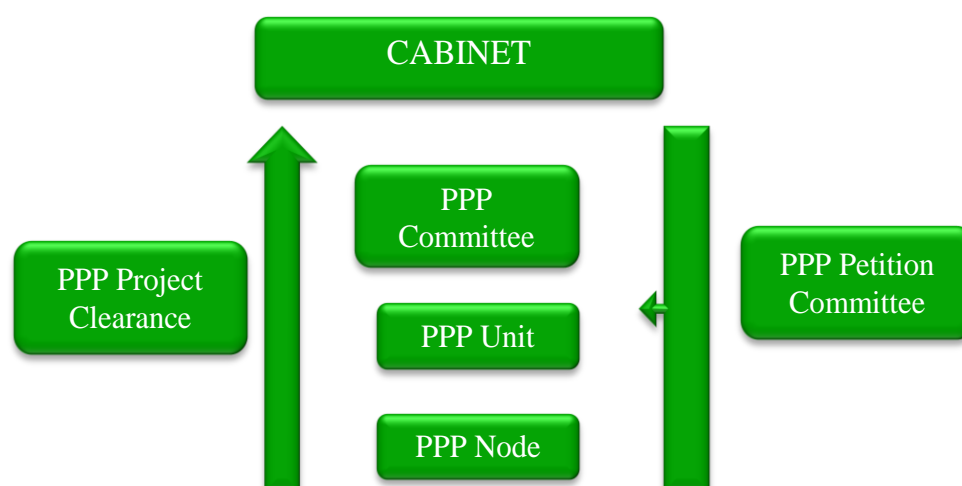 CABINET
PPP
Committee
PPP Project
Clearance
PPP Petition
Committee
PPP Unit
PPP Node